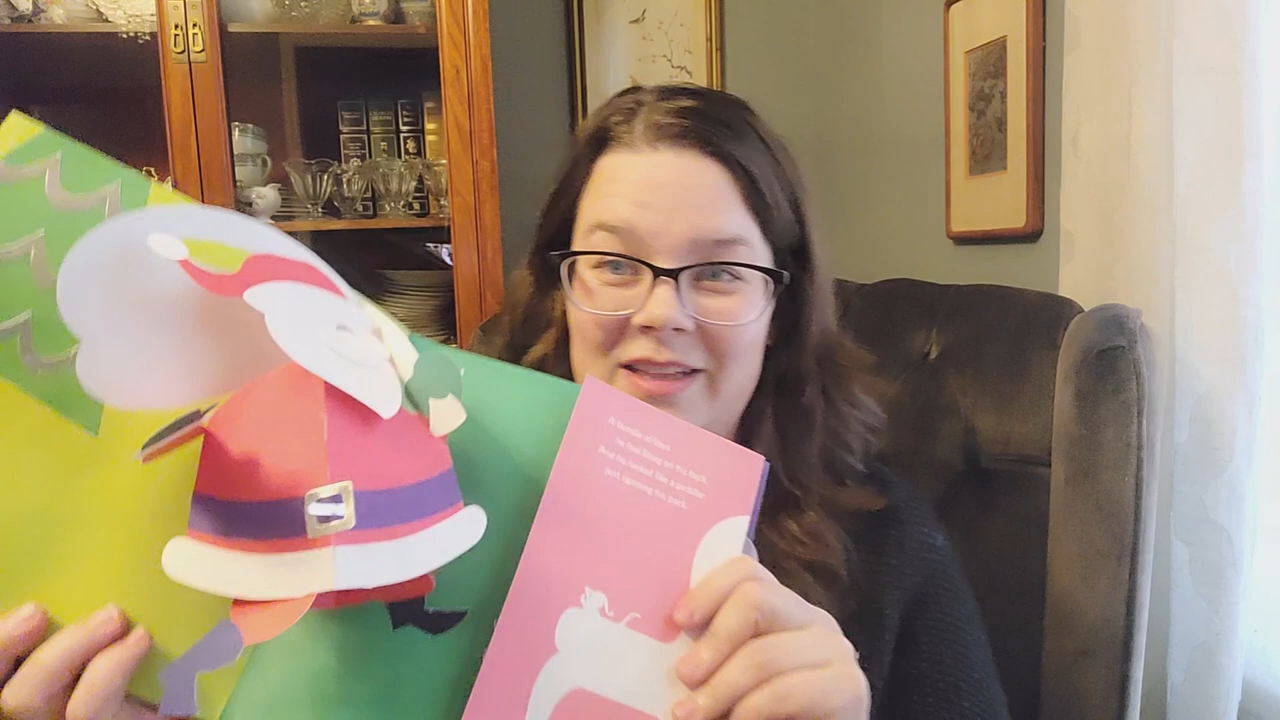 A bundle of toys
he had flung on his back,
And he looked like a peddler
just opening his pack.